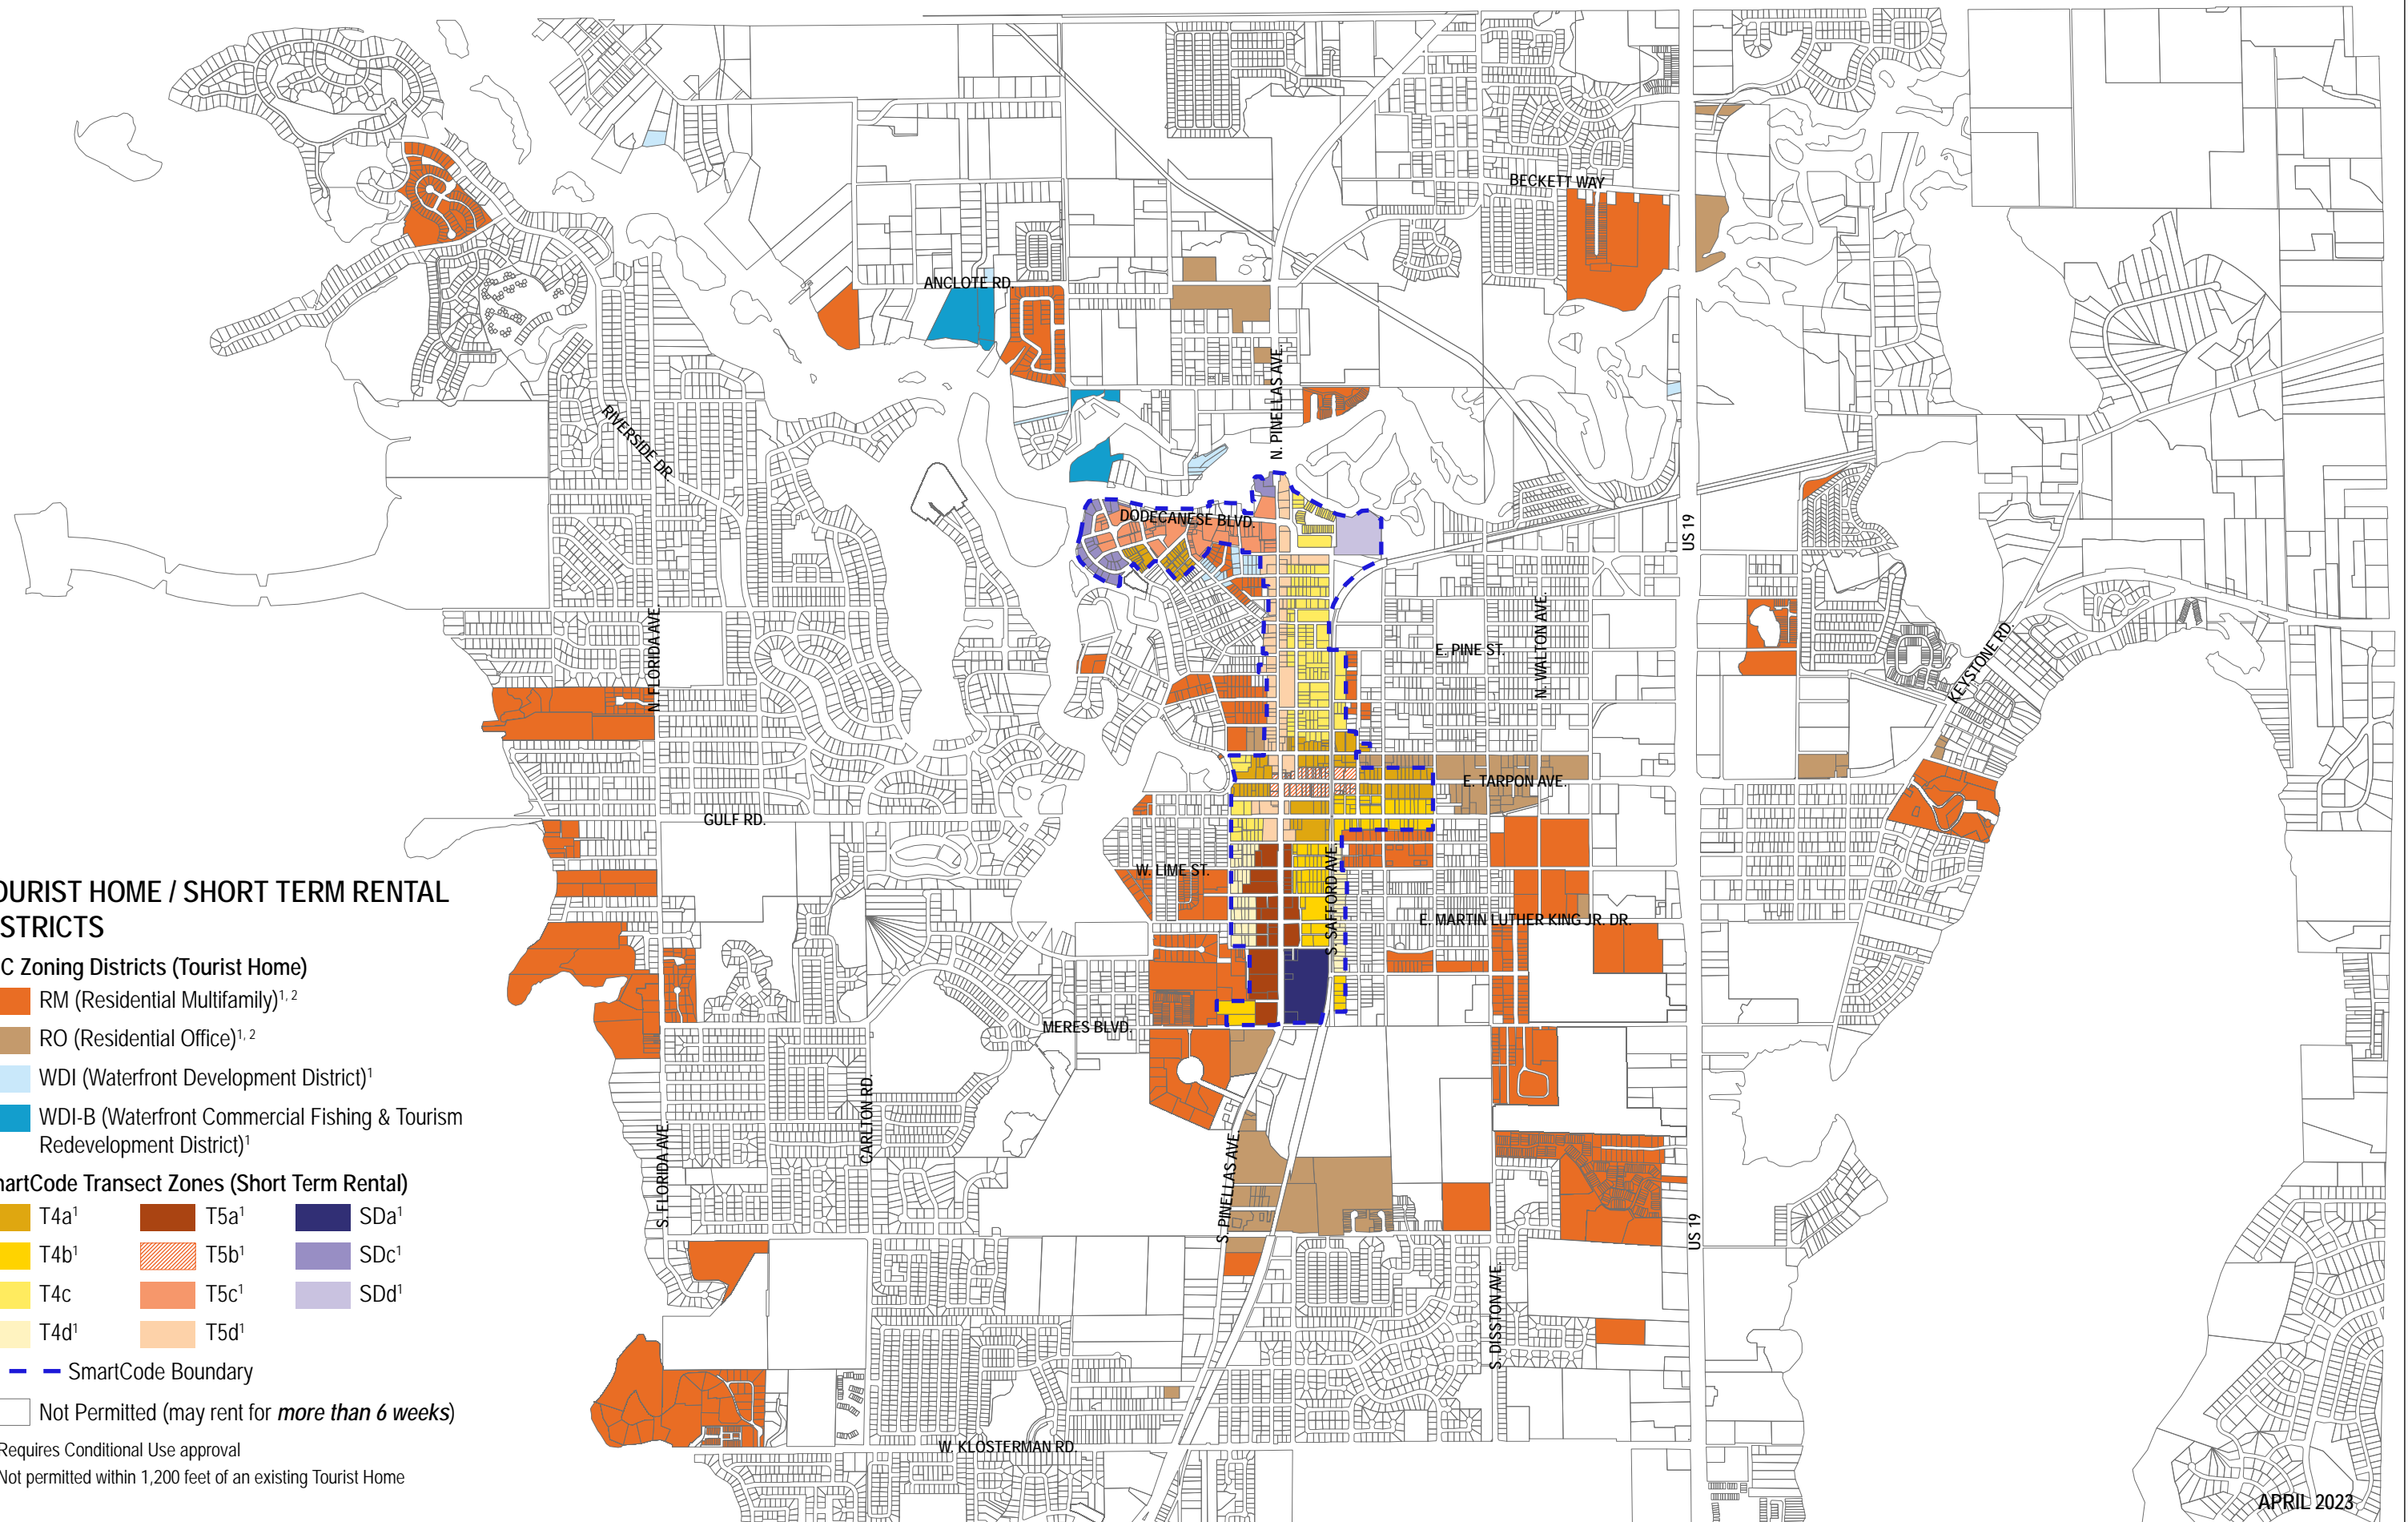 BECKETT WAY
ANCLOTE RD.
N. PINELLAS AVE.
RIVERSIDE DR.
DODECANESE BLVD.
US 19
N. FLORIDA AVE.
E. PINE ST.
N. WALTON AVE.
KEYSTONE RD.
E. TARPON AVE.
GULF RD.
W. LIME ST.
S. SAFFORD AVE.
E. MARTIN LUTHER KING JR. DR.
MERES BLVD.
CARLTON RD.
S. FLORIDA AVE.
S. PINELLAS AVE.
US 19
S. DISSTON AVE.
W. KLOSTERMAN RD.
OURIST HOME / SHORT TERM RENTAL
STRICTS
C Zoning Districts (Tourist Home)
RM (Residential Multifamily)1, 2
RO (Residential Office)1, 2
WDI (Waterfront Development District)1
WDI-B (Waterfront Commercial Fishing & Tourism
Redevelopment District)1
martCode Transect Zones (Short Term Rental)
T4a1 T5a1 SDa1
T4b1 T5b1 SDc1
T4c T5c1 SDd1
T4d1 T5d1
SmartCode Boundary
Not Permitted (may rent for more than 6 weeks)
Requires Conditional Use approval
Not permitted within 1,200 feet of an existing Tourist Home
APRIL 2023